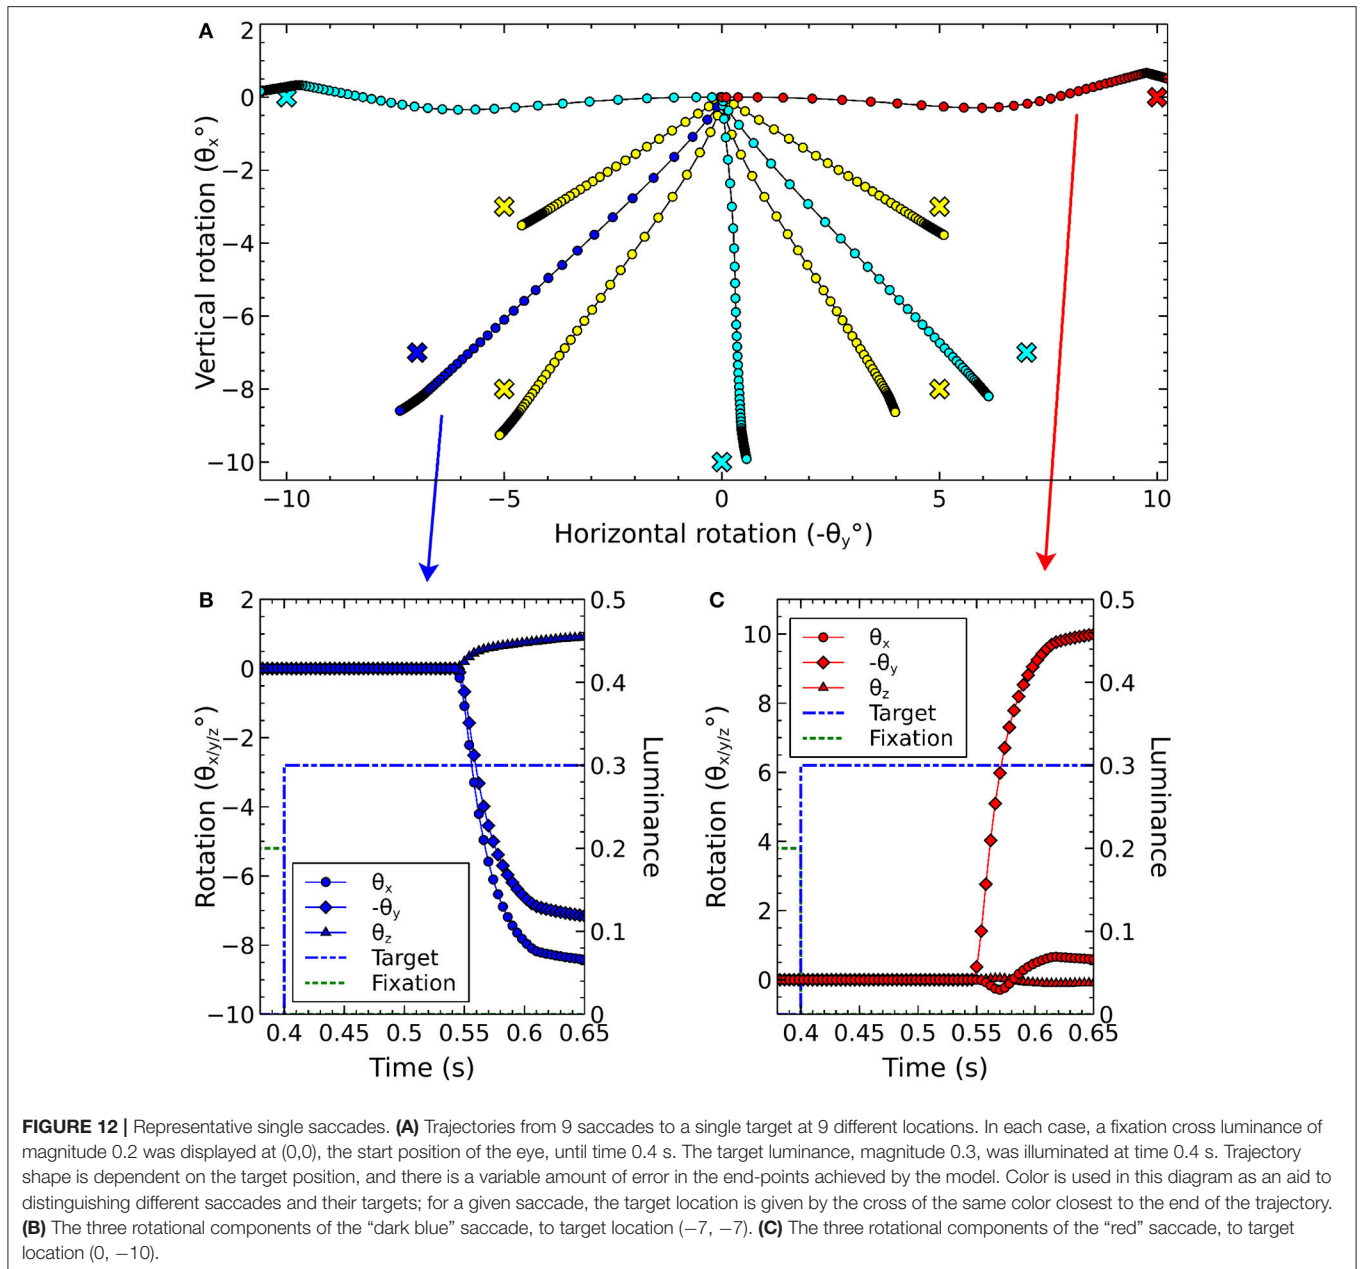 A
2
0
−2
−4
−6
−8
−10
Vertical rotation (θx°)
−10
−5
0
5
10
Horizontal rotation (-θy°)
B
2
0
−2
−4
−6
−8
−10
Rotation (θx/y/z°)
0.5
0.4
0.3
0.2
0.1
0
Luminance
θx
-θy
θz
Target
Fixation
0.4
0.45
0.5
0.55
0.6
0.65
Time (s)
C
10
8
6
4
2
0
Rotation (θx/y/z°)
0.5
0.4
0.3
0.2
0.1
0
Luminance
θx
-θy
θz
Target
Fixation
0.4
0.45
0.5
0.55
0.6
0.65
Time (s)
FIGURE 12 | Representative single saccades. (A) Trajectories from 9 saccades to a single target at 9 different locations. In each case, a fixation cross luminance of
magnitude 0.2 was displayed at (0,0), the start position of the eye, until time 0.4 s. The target luminance, magnitude 0.3, was illuminated at time 0.4 s. Trajectory
shape is dependent on the target position, and there is a variable amount of error in the end-points achieved by the model. Color is used in this diagram as an aid to
distinguishing different saccades and their targets; for a given saccade, the target location is given by the cross of the same color closest to the end of the trajectory.
(B) The three rotational components of the “dark blue” saccade, to target location (−7, −7). (C) The three rotational components of the “red” saccade, to target
location (0, −10).